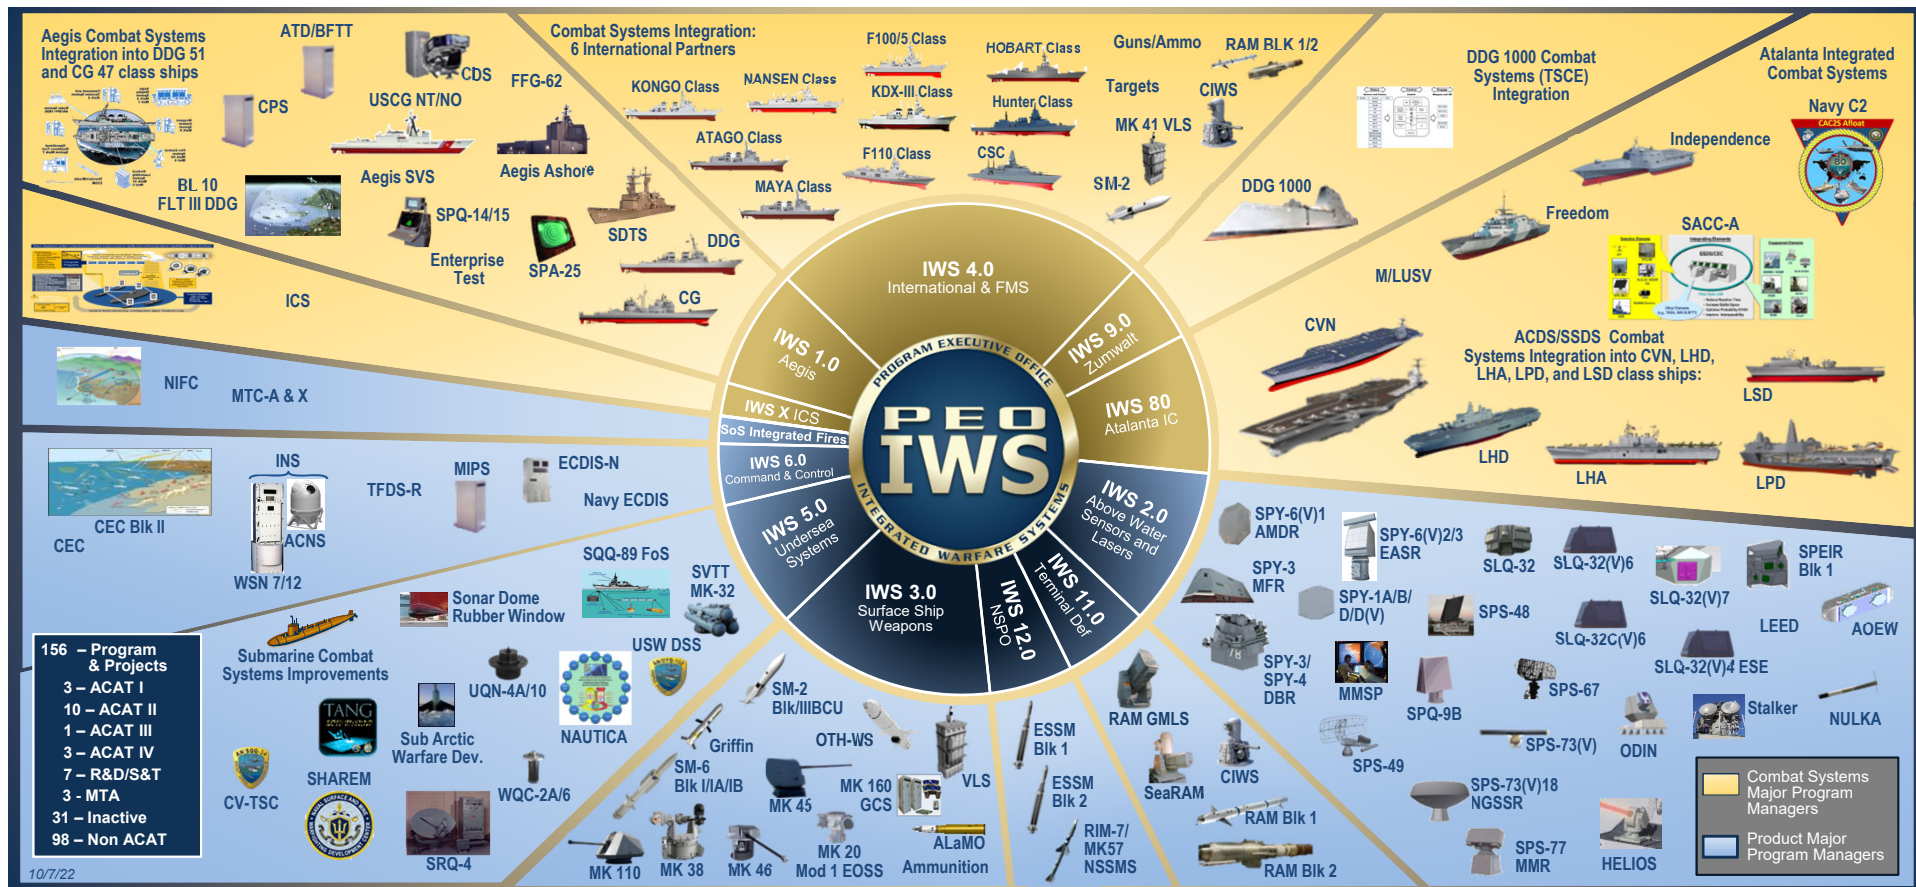 Aegis Combat Systems
Integration into DDG 51
and CG 47 class ships
ATD/BFTT
CDS
CPS
USCG NT/NO
FFG-62
Aegis Ashore
BL 10
FLT III DDG
Aegis SVS
SPQ-14/15
Enterprise
Test
SPA-25
SDTS
DDG
CG
ICS
Combat Systems Integration:
6 International Partners
KONGO Class
NANSEN Class
F100/5 Class
HOBART Class
KDX-III Class
Hunter Class
ATAGO Class
F110 Class
CSC
MAYA Class
Guns/Ammo
RAM BLK 1/2
Targets
CIWS
MK 41 VLS
SM-2
DDG 1000 Combat
Systems (TSCE)
Integration
DDG 1000
Atalanta Integrated
Combat Systems
Navy C2
CAC2S Afloat
80
Independence
Freedom
SACC-A
M/LUSV
CVN
ACDS/SSDS Combat
Systems Integration into CVN, LHD,
LHA, LPD, and LSD class ships:
LSD
LHD
LHA
LPD
IWS 4.0
International & FMS
IWS 1.0
Aegis
IWS 9.0
Zumwalt
IWS X ICS
IWS 80
Atalanta IC
SoS Integrated Fires
IWS 6.0
Command & Control
IWS 5.0
Undersea
Systems
IWS 2.0
Above Water
Sensors and
Lasers
IWS 3.0
Surface Ship
Weapons
IWS 12.0
NSPO
IWS 11.0
Terminal Def
PROGRAM EXECUTIVE OFFICE
PEO
IWS
INTEGRATED WARFARE SYSTEMS
NIFC
MTC-A & X
CEC Blk II
CEC
INS
ACNS
WSN 7/12
TFDS-R
MIPS
ECDIS-N
Navy ECDIS
SQQ-89 FoS
SVTT
MK-32
Sonar Dome
Rubber Window
USW DSS
Submarine Combat
Systems Improvements
UQN-4A/10
NAUTICA
TANG
Sub Arctic
Warfare Dev.
SHAREM
CV-TSC
WQC-2A/6
SRQ-4
SM-2
Blk/IIIBCU
Griffin
OTH-WS
SM-6
Blk I/IA/IB
VLS
MK 45
MK 160
GCS
MK 110
MK 38
MK 46
MK 20
Mod 1 EOSS
ALaMO
Ammunition
ESSM
Blk 1
ESSM
Blk 2
RIM-7/
MK57
NSSMS
RAM GMLS
SeaRAM
CIWS
RAM Blk 1
RAM Blk 2
SPY-6(V)1
AMDR
SPY-6(V)2/3
EASR
SLQ-32
SLQ-32(V)6
SPEIR
Blk 1
SPY-3
MFR
SPY-1A/B/
D/D(V)
SPS-48
SLQ-32(V)7
SLQ-32C(V)6
LEED
AOEW
SPY-3/
SPY-4
DBR
MMSP
SPQ-9B
SPS-67
SLQ-32(V)4 ESE
Stalker
NULKA
SPS-49
SPS-73(V)
ODIN
SPS-73(V)18
NGSSR
SPS-77
MMR
HELIOS
156 – Program
& Projects
3 – ACAT I
10 – ACAT II
1 – ACAT III
3 – ACAT IV
7 – R&D/S&T
3 - MTA
31 – Inactive
98 – Non ACAT
10/7/22
Combat Systems
Major Program
Managers
Product Major
Program Managers